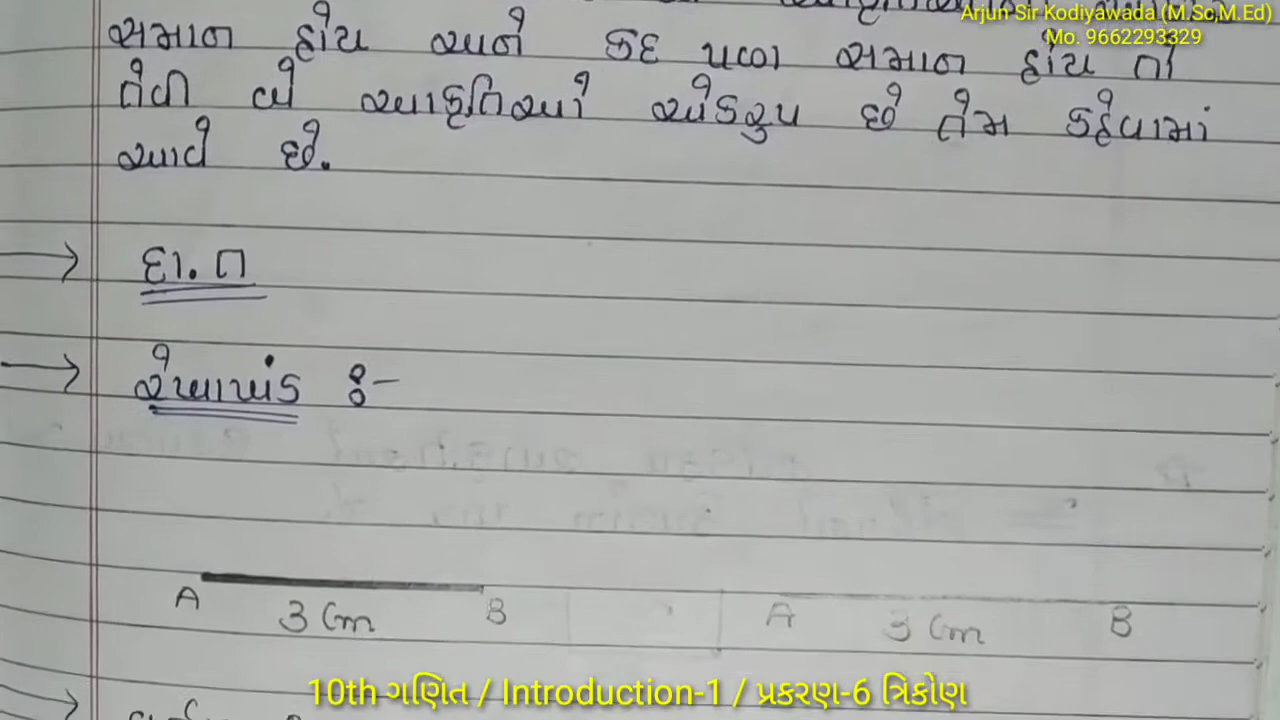 Arjun Sir Kodiyawada (M.Sc,M.Ed)
Mo. 9662293329
સમાન હોય અને કદ પણ સમાન હોય તો
તેવી બે આકૃતિઓ એકરુપ છે તેમ કહેવામાં
આવે છે.
→ દા. ત
→ રેખાખંડ :-
A 3 Cm B A 3 Cm B
→
10th ગણિત / Introduction-1 / પ્રકરણ-6 ત્રિકોણ